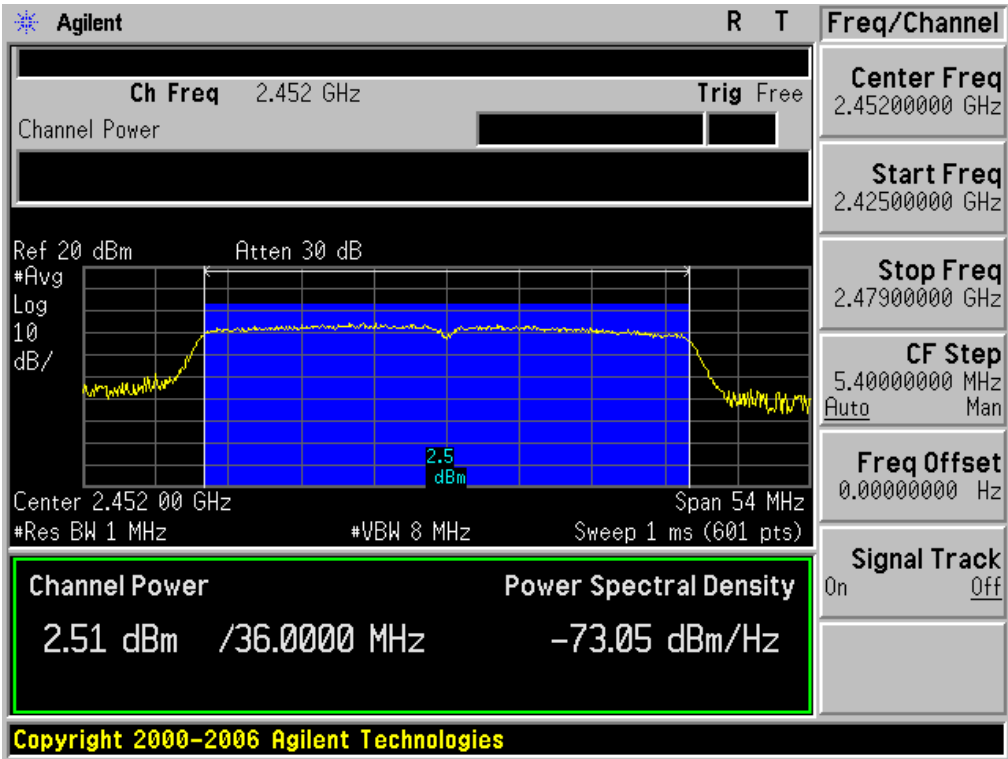 Agilent R T
Freq/Channel
Ch Freq 2.452 GHz Trig Free
Channel Power
Ref 20 dBm Atten 30 dB
#Avg
Log
10
dB/
2.5
dBm
Center 2.452 00 GHz Span 54 MHz
#Res BW 1 MHz #VBW 8 MHz Sweep 1 ms (601 pts)
Channel Power Power Spectral Density
2.51 dBm /36.0000 MHz -73.05 dBm/Hz
Center Freq
2.45200000 GHz
Start Freq
2.42500000 GHz
Stop Freq
2.47900000 GHz
CF Step
5.40000000 MHz
Auto Man
Freq Offset
0.00000000 Hz
Signal Track
On Off
Copyright 2000-2006 Agilent Technologies